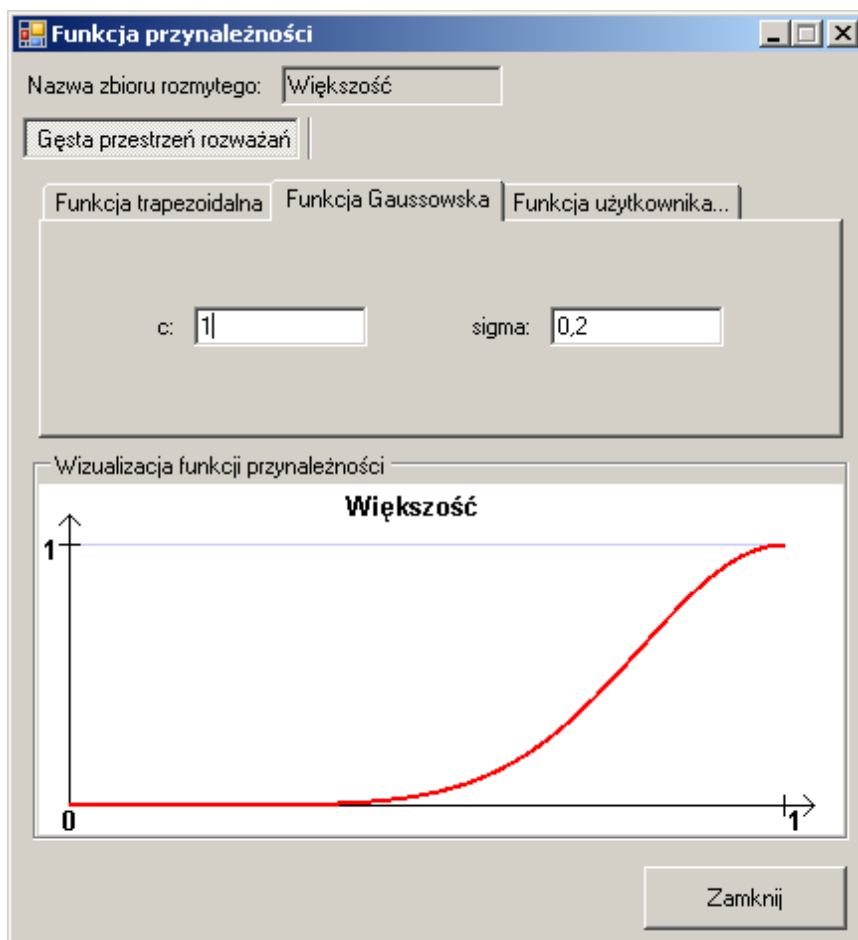 Funkcja przynależności
Nazwa zbioru rozmytego: Większość
Gęsta przestrzeń rozważań
Funkcja trapezoidalna Funkcja Gaussowska Funkcja użytkownika...
c: 1 sigma: 0,2
Wizualizacja funkcji przynależności
Większość
1
0 1
Zamknij